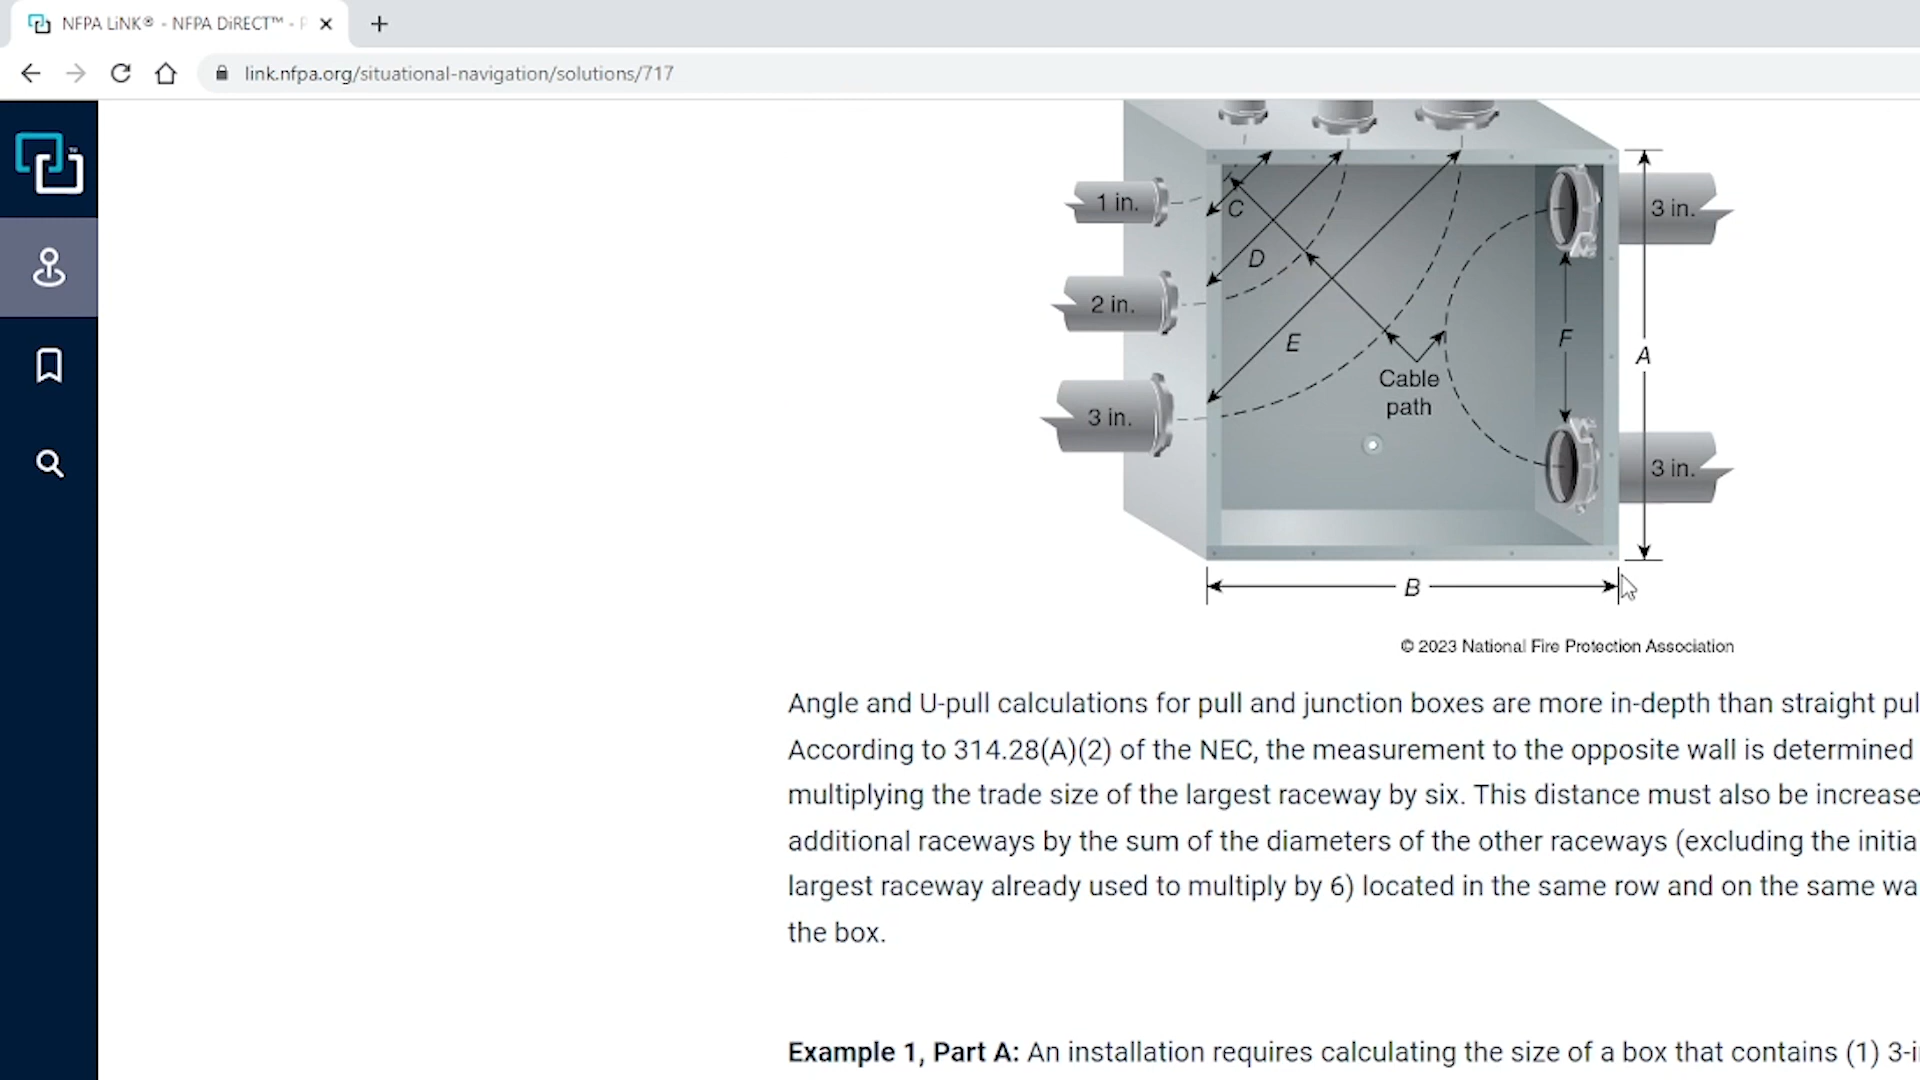 NFPA LiNK® - NFPA DiRECT™ -
link.nfpa.org/situational-navigation/solutions/717
1 in.
C
3 in.
D
2 in.
E
F
A
Cable
path
3 in.
3 in.
B
© 2023 National Fire Protection Association
Angle and U-pull calculations for pull and junction boxes are more in-depth than straight pul
According to 314.28(A)(2) of the NEC, the measurement to the opposite wall is determined
multiplying the trade size of the largest raceway by six. This distance must also be increase
additional raceways by the sum of the diameters of the other raceways (excluding the initia
largest raceway already used to multiply by 6) located in the same row and on the same wa
the box.
Example 1, Part A: An installation requires calculating the size of a box that contains (1) 3-i